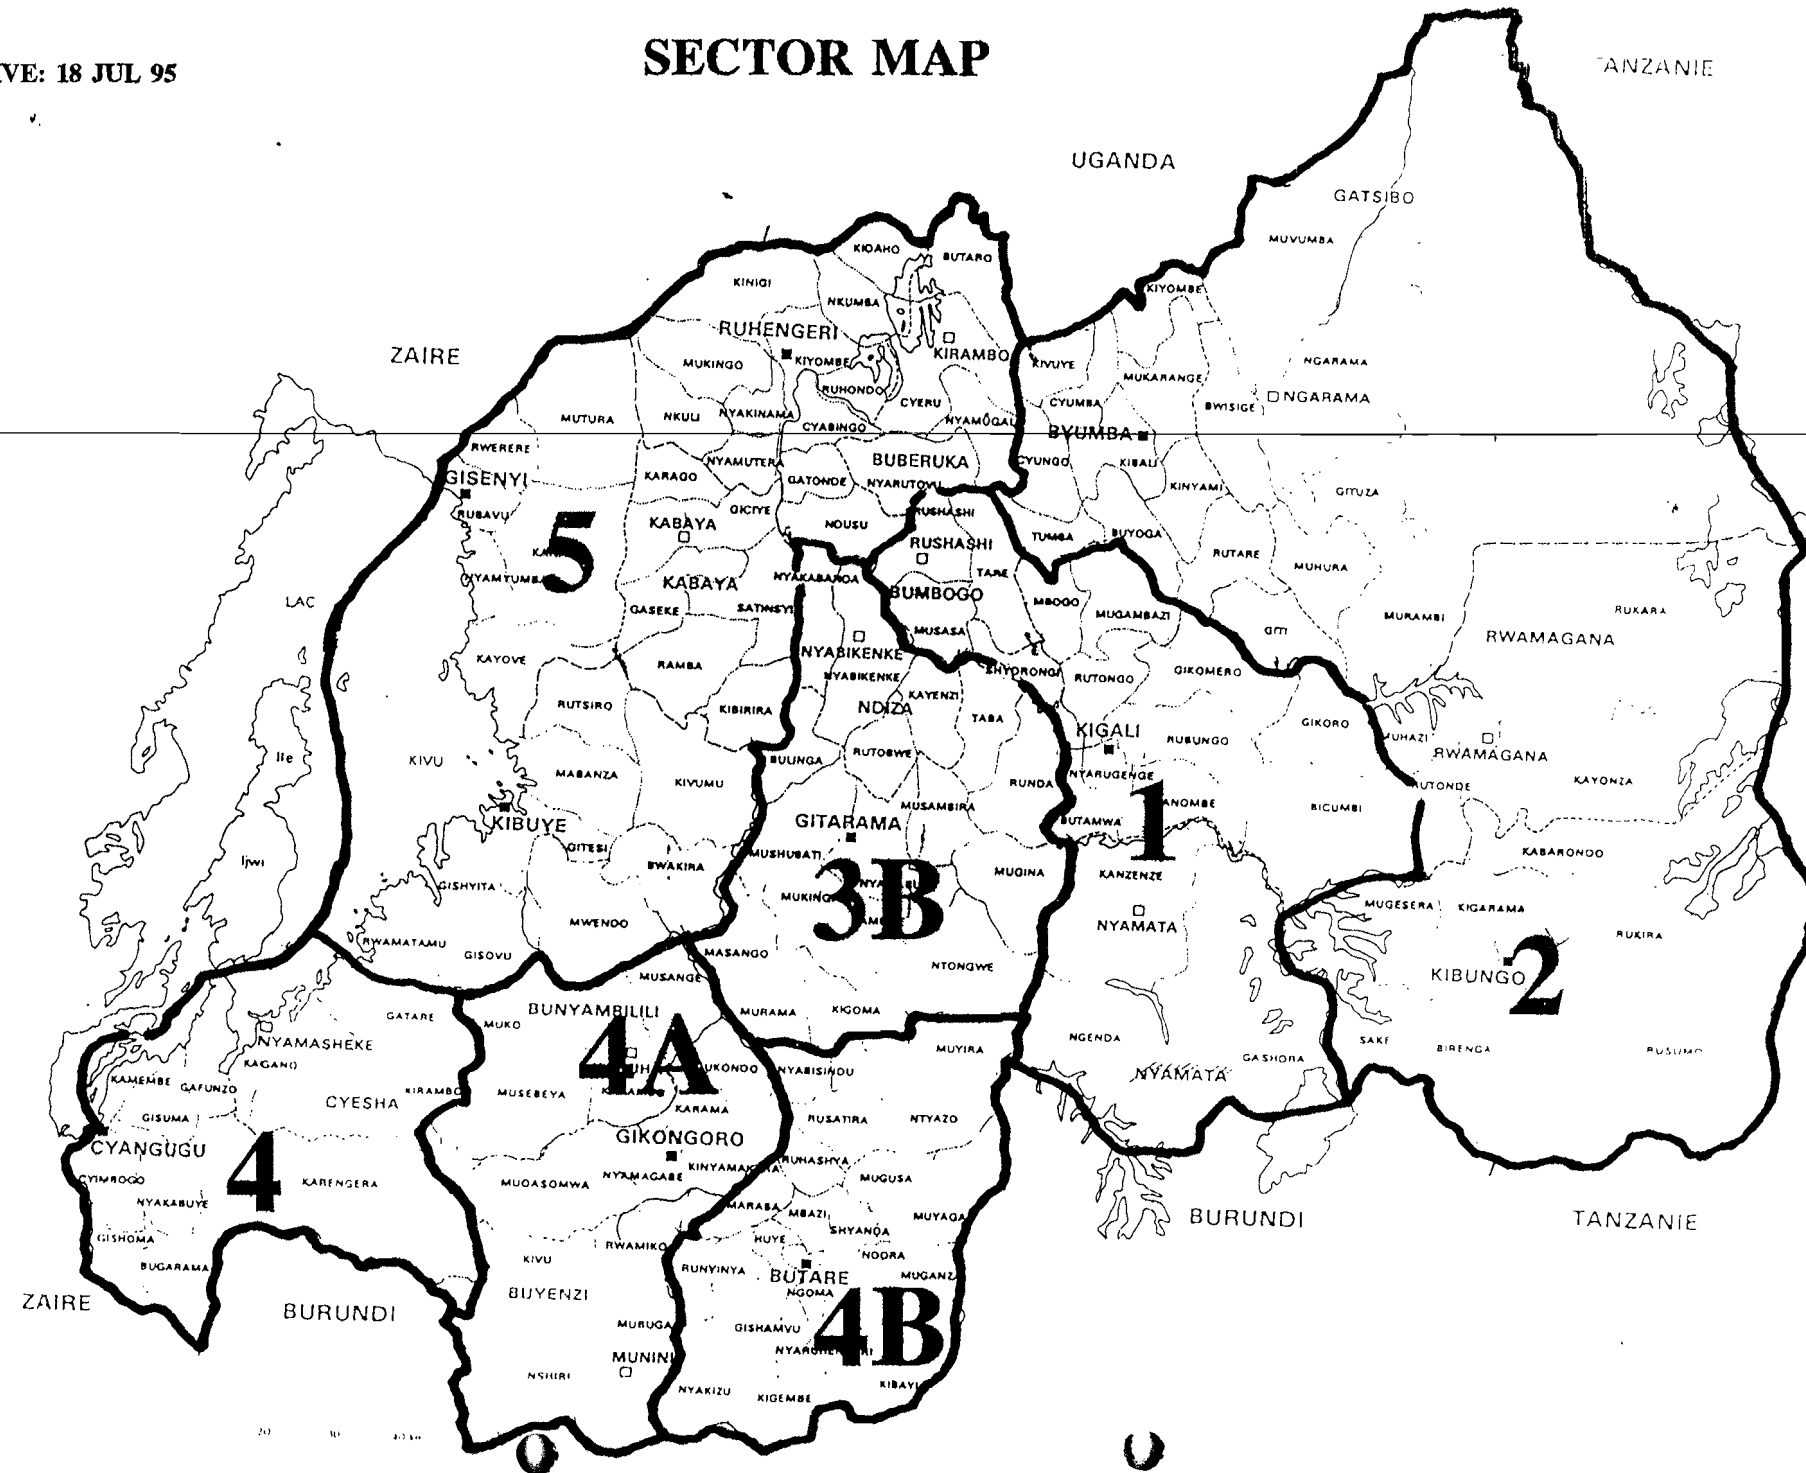 SECTOR MAP
IVE: 18 JUL 95
TANZANIE
UGANDA
GATSIBO
MUVUMBA
KIDAHO
BUTARO
KINIGI
KIYOMBE
NKUMBA
RUHENGERI
KIRAMBO
ZAIRE
MUKINGO
KIYOMBE
KIVUYE
NGARAMA
MUKARANGE
RUHONDO
CYERU
CYUMBA
BWISIGE
NGARAMA
MUTURA
NKULI
NYAKINAMA
CYABINGO
NYAMUGALI
BYUMBA
RWERERE
NYAMUTERA
BUBERUKA
CYUNGO
KIBALI
GISENYI
KARAGO
GATONDE
NYARUTOVU
KINYAMI
GITUZA
RUBAVU
GICIYE
KABAYA
NDUSU
RUSHASHI
TUMBA
BUYOGA
RUSHASHI
RUTARE
MUHURA
5
NYAMYUMBA
KABAYA
NYAKABANDA
TARE
BUMBOGO
LAC
GASEKE
SATINSYI
MBOGO
MUGAMBAZI
MURAMBI
RUKARA
MUSASA
GITI
RWAMAGANA
KAYOVE
RAMBA
NYABIKENKE
NYABIKENKE
SHYORONGI
RUTONGO
GIKOMERO
KAYENZI
RUTSIRO
KIBIRIRA
NDIZA
TABA
KIGALI
GIKORO
KIVU
Ile
BULINGA
RUTOBWE
RUBUNGO
MUHAZI
RWAMAGANA
MABANZA
KIVUMU
RUNDA
NYARUGENGE
KAYONZA
RUTONDE
KIBUYE
MUSAMBIRA
GITARAMA
BUTAMWA
ANOMBE
1
BICUMBI
Ijwi
GITESI
BWAKIRA
MUSHUBATI
KABARONDO
GISHYITA
MUGINA
KANZENZE
3B
MUGESERA
KIGARAMA
MWENDO
NYAMATA
RUKIRA
RWAMATAMU
GISOVU
MASANGO
NTONGWE
KIBUNGO
2
MUSANGE
GATARE
MUKO
BUNYAMBILILI
MURAMA
KIGOMA
NYAMASHEKE
KAGANO
4A
NYABISINDU
MUYIRA
NGENDA
GASHORA
SAKE
BIRENGA
RUSUMO
KAMEMBE
GAFUNZO
KIRAMBO
MUSEBEYA
NYAMATA
GISUMA
CYESHA
KARAMA
RUSATIRA
NTYAZO
CYANGUGU
GIKONGORO
4
KARENGERA
CYIMBOGO
NYAKABUYE
MUDASOMWA
NYAMAGABE
RUHASHYA
MUGUSA
GISHOMA
BUGARAMA
MARABA
MBAZI
MUYAGA
BURUNDI
TANZANIE
RWAMIKO
HUYE
SHYANDA
NDORA
KIVU
RUNYINYA
BUTARE
MUGANZA
NGOMA
ZAIRE
BURUNDI
BUYENZI
4B
MURUGA
GISHAMVU
MUNINI
NSHIRI
NYAKIZU
KIGEMBE
KIBAYI